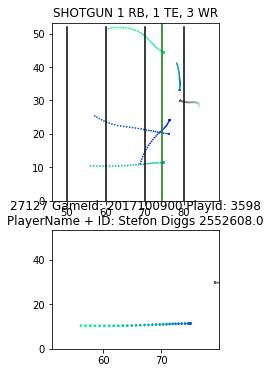 SHOTGUN 1 RB, 1 TE, 3 WR
50
40
30
20
10
0
50 60 70 80
27127 GameId: 2017100900 PlayId: 3598
PlayerName + ID: Stefon Diggs 2552608.0
40
20
0
60 70